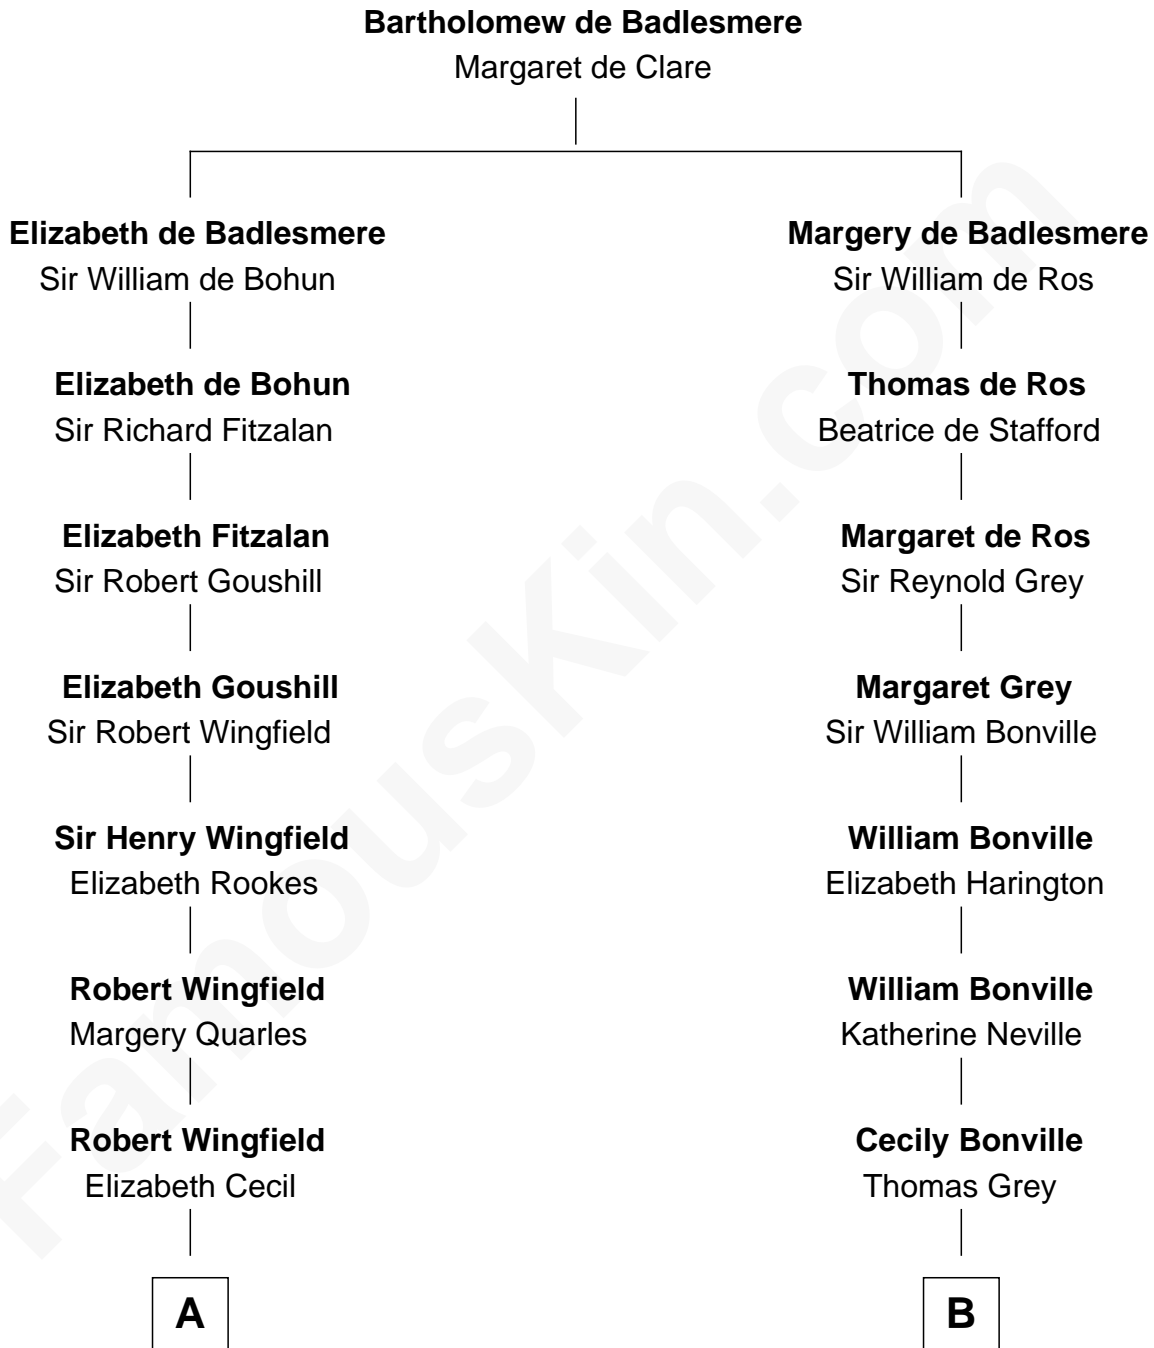 Bartholomew de Badlesmere
Margaret de Clare
Elizabeth de Badlesmere
Sir William de Bohun
Margery de Badlesmere
Sir William de Ros
Elizabeth de Bohun
Sir Richard Fitzalan
Thomas de Ros
Beatrice de Stafford
Elizabeth Fitzalan
Sir Robert Goushill
Margaret de Ros
Sir Reynold Grey
Elizabeth Goushill
Sir Robert Wingfield
Margaret Grey
Sir William Bonville
Sir Henry Wingfield
Elizabeth Rookes
William Bonville
Elizabeth Harington
Robert Wingfield
Margery Quarles
William Bonville
Katherine Neville
Robert Wingfield
Elizabeth Cecil
Cecily Bonville
Thomas Grey
A
B
FamousKin.com